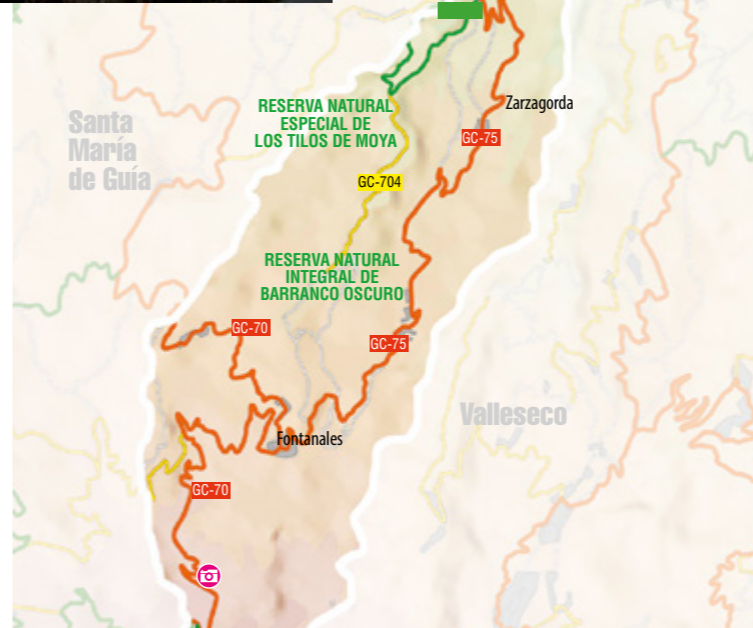 RESERVA NATURAL
ESPECIAL DE
LOS TILOS DE MOYA
Zarzagorda
Santa
María
de Guía
GC-75
GC-704
RESERVA NATURAL
INTEGRAL DE
BARRANCO OSCURO
GC-70
GC-75
Valleseco
Fontanales
GC-70